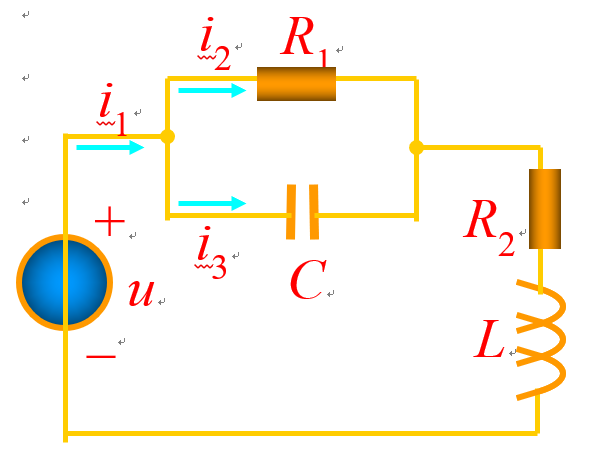 i₂ R₁
i₁
+
i₃
C
R₂
u
L
−